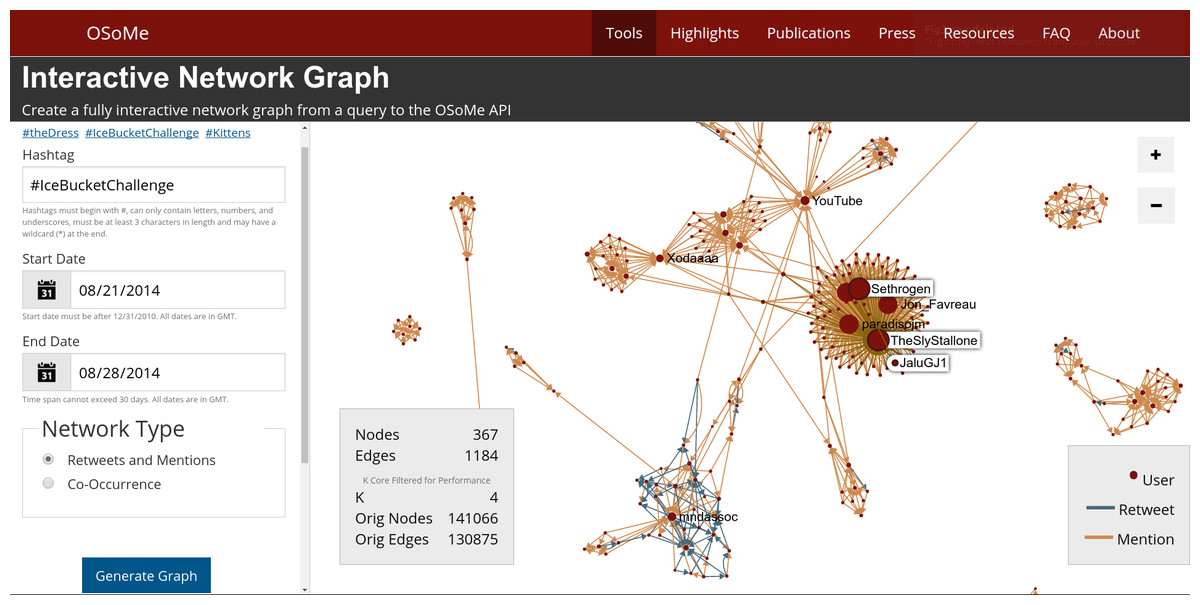 OSoMe
Tools Highlights Publications Press Resources FAQ About
Interactive Network Graph
Create a fully interactive network graph from a query to the OSoMe API
#theDress #IceBucketChallenge #Kittens
Hashtag
#IceBucketChallenge
Hashtags must begin with #, can only contain letters, numbers, and
underscores, must be at least 3 characters in length and may have a
wildcard (*) at the end.
Start Date
31 08/21/2014
Start date must be after 12/31/2010. All dates are in GMT.
End Date
31 08/28/2014
Time span cannot exceed 30 days. All dates are in GMT.
Network Type
Retweets and Mentions
Co-Occurrence
Generate Graph
+
−
YouTube
Xodaaaa
Sethrogen
Jon_Favreau
paradispjm
TheSlyStallone
JaluGJ1
mndassoc
Nodes 367
Edges 1184
K Core Filtered for Performance
K 4
Orig Nodes 141066
Orig Edges 130875
User
Retweet
Mention